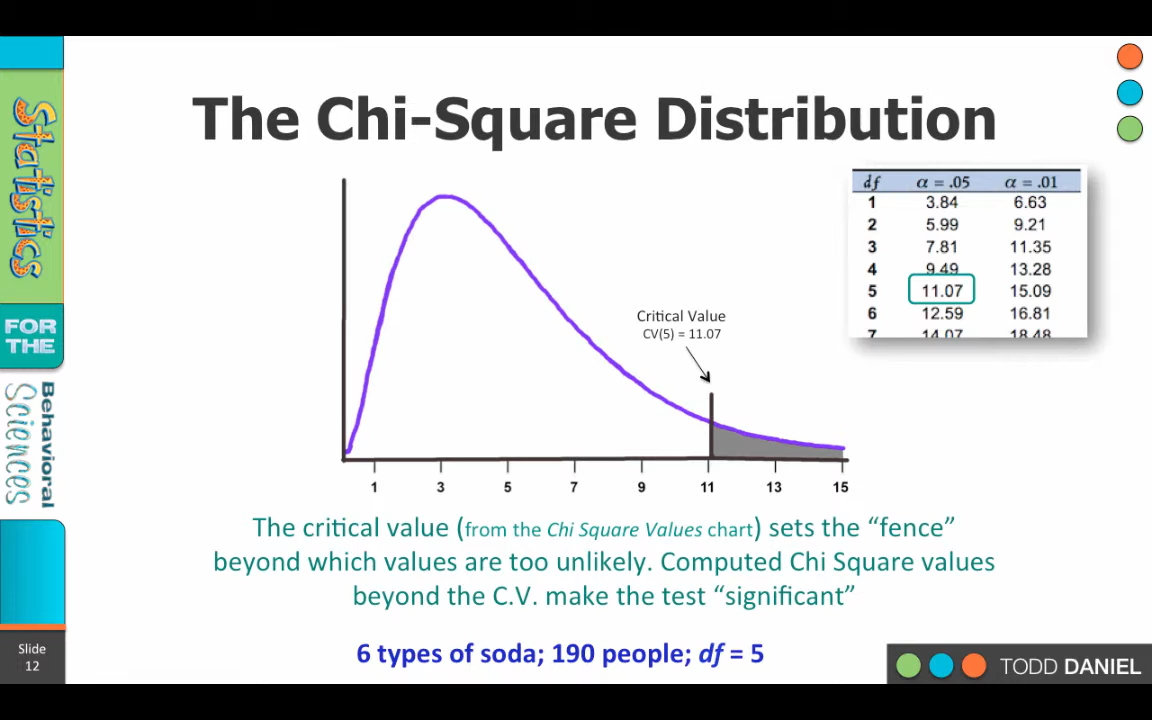 Statistics
FOR THE
Behavioral
Sciences
Slide
12
The Chi-Square Distribution
df α = .05 α = .01
1 3.84 6.63
2 5.99 9.21
3 7.81 11.35
4 9.49 13.28
5 11.07 15.09
6 12.59 16.81
7 14.07 18.48
Critical Value
CV(5) = 11.07
1 3 5 7 9 11 13 15
The critical value (from the Chi Square Values chart) sets the “fence”
beyond which values are too unlikely. Computed Chi Square values
beyond the C.V. make the test “significant”
6 types of soda; 190 people; df = 5
TODD DANIEL